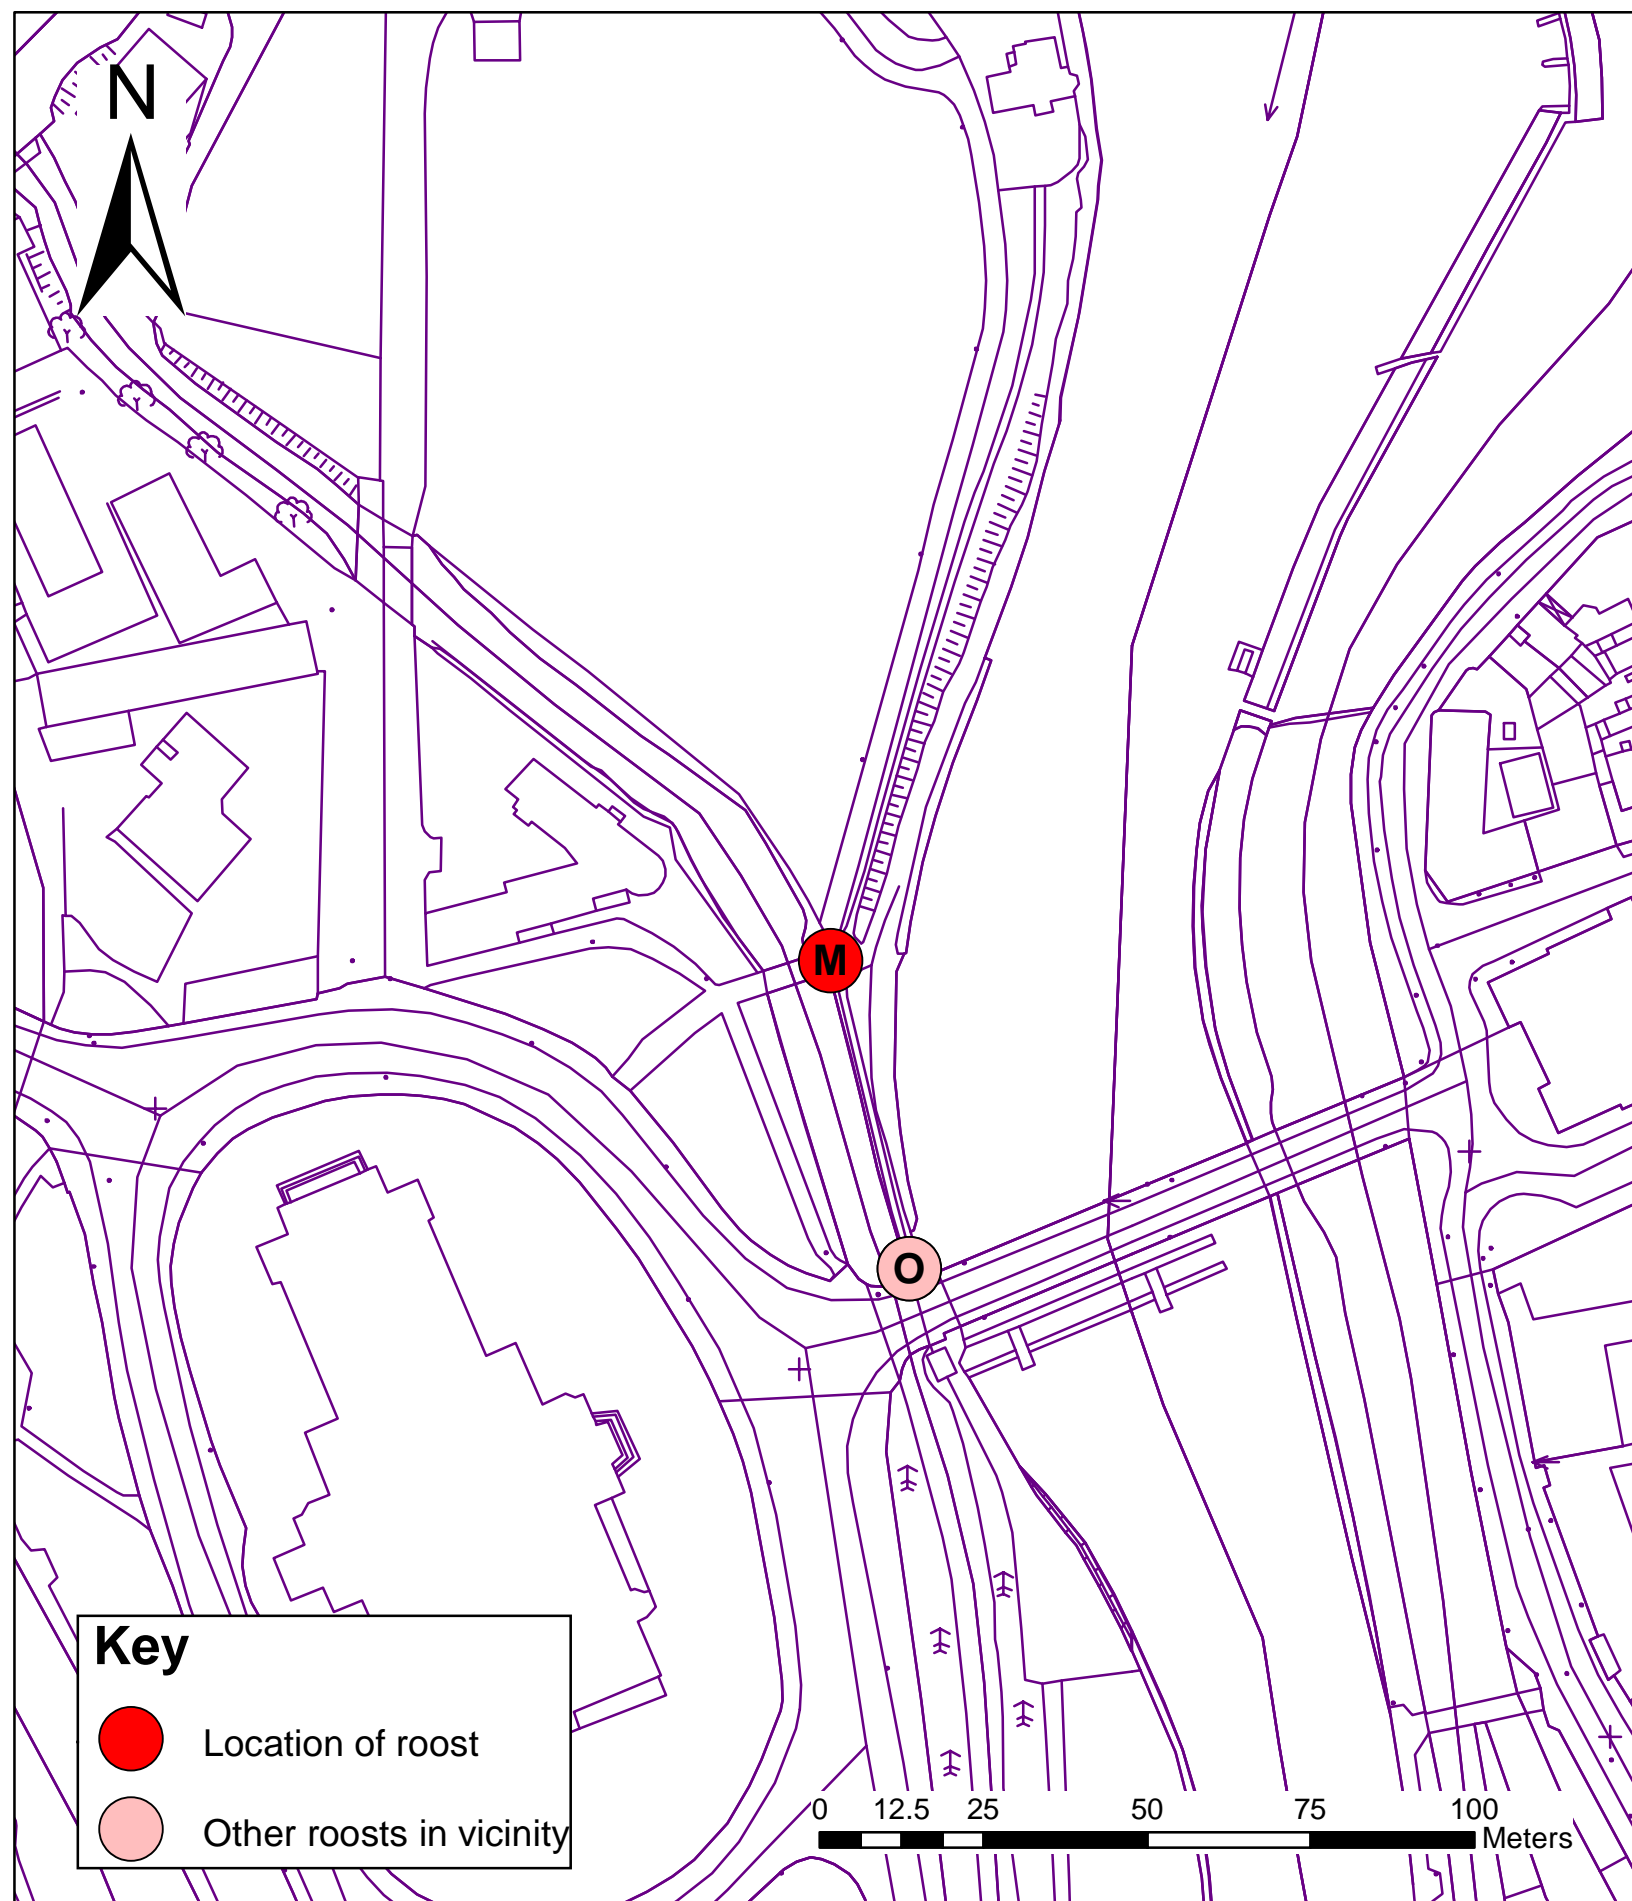 N
M
O
Key
Location of roost
Other roosts in vicinity
0 12.5 25 50 75 100
Meters